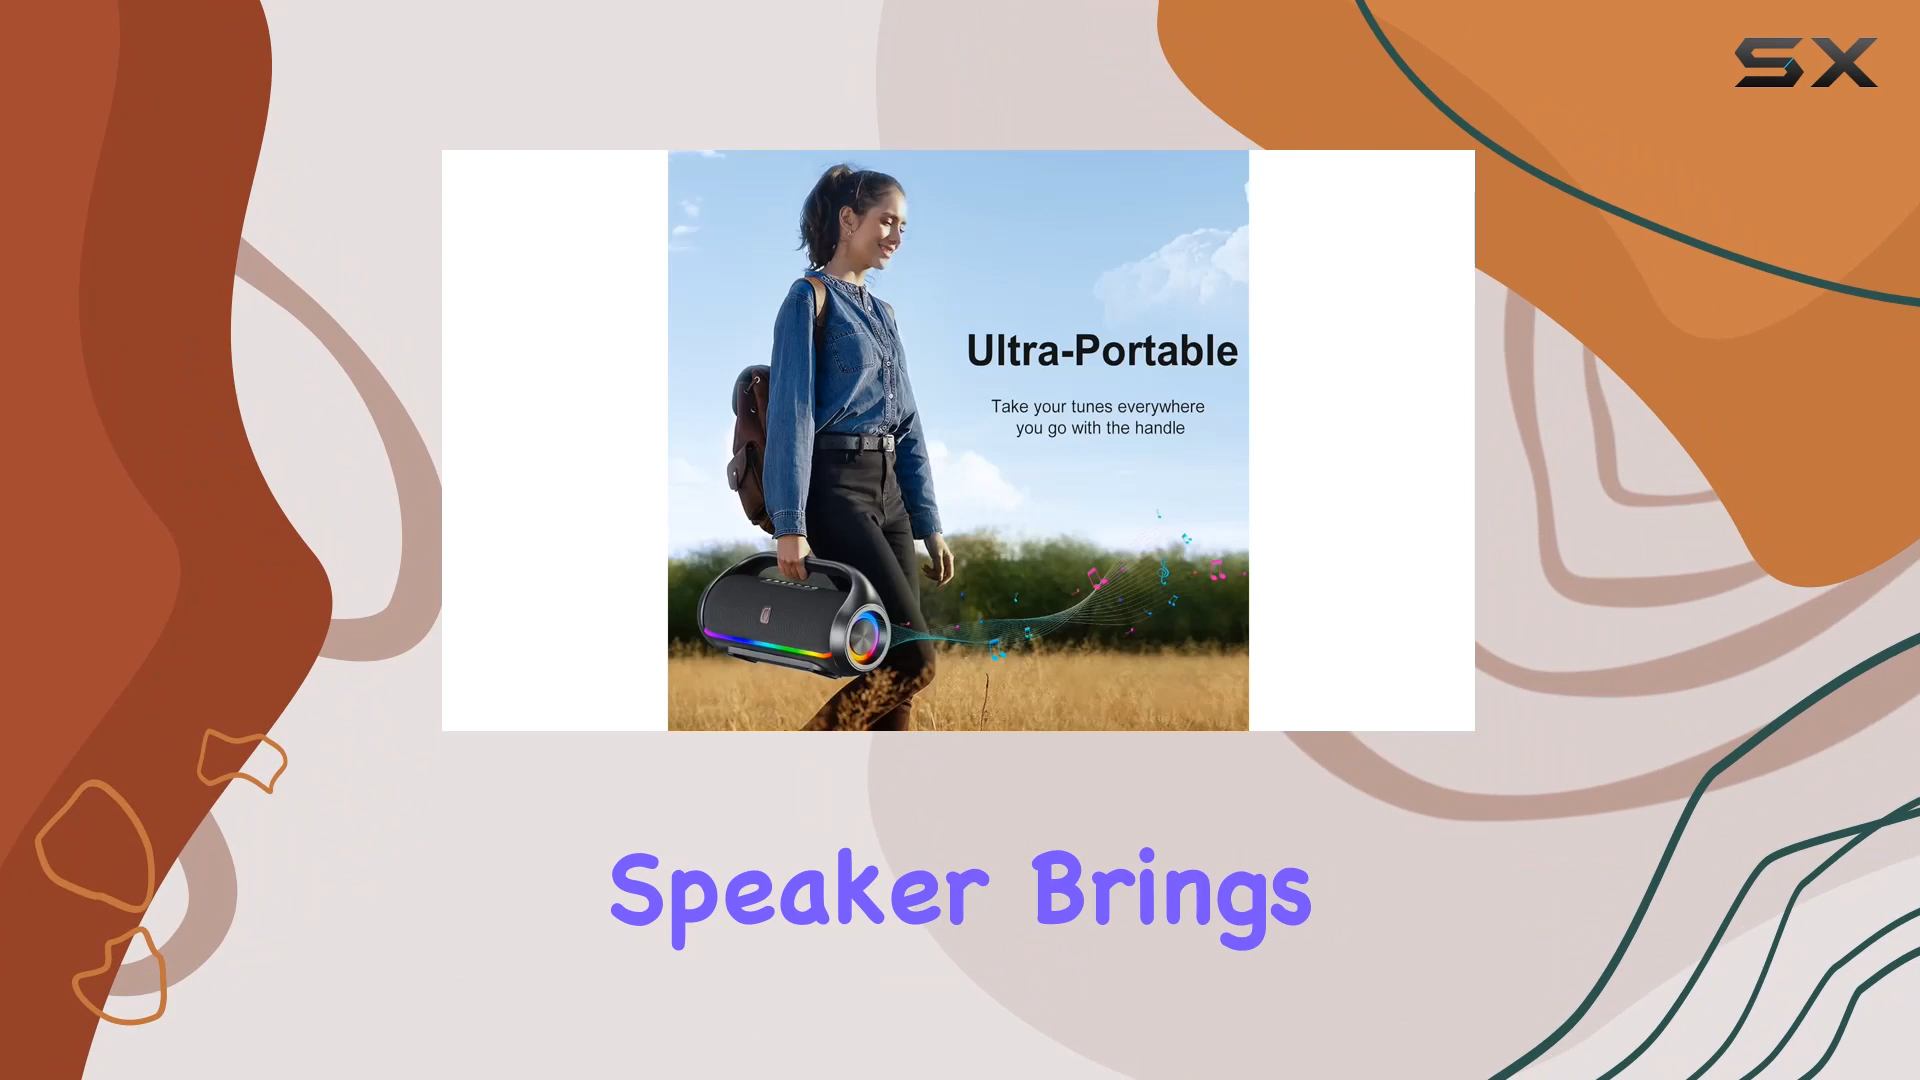 SX
Ultra-Portable
Take your tunes everywhere
you go with the handle
Speaker Brings